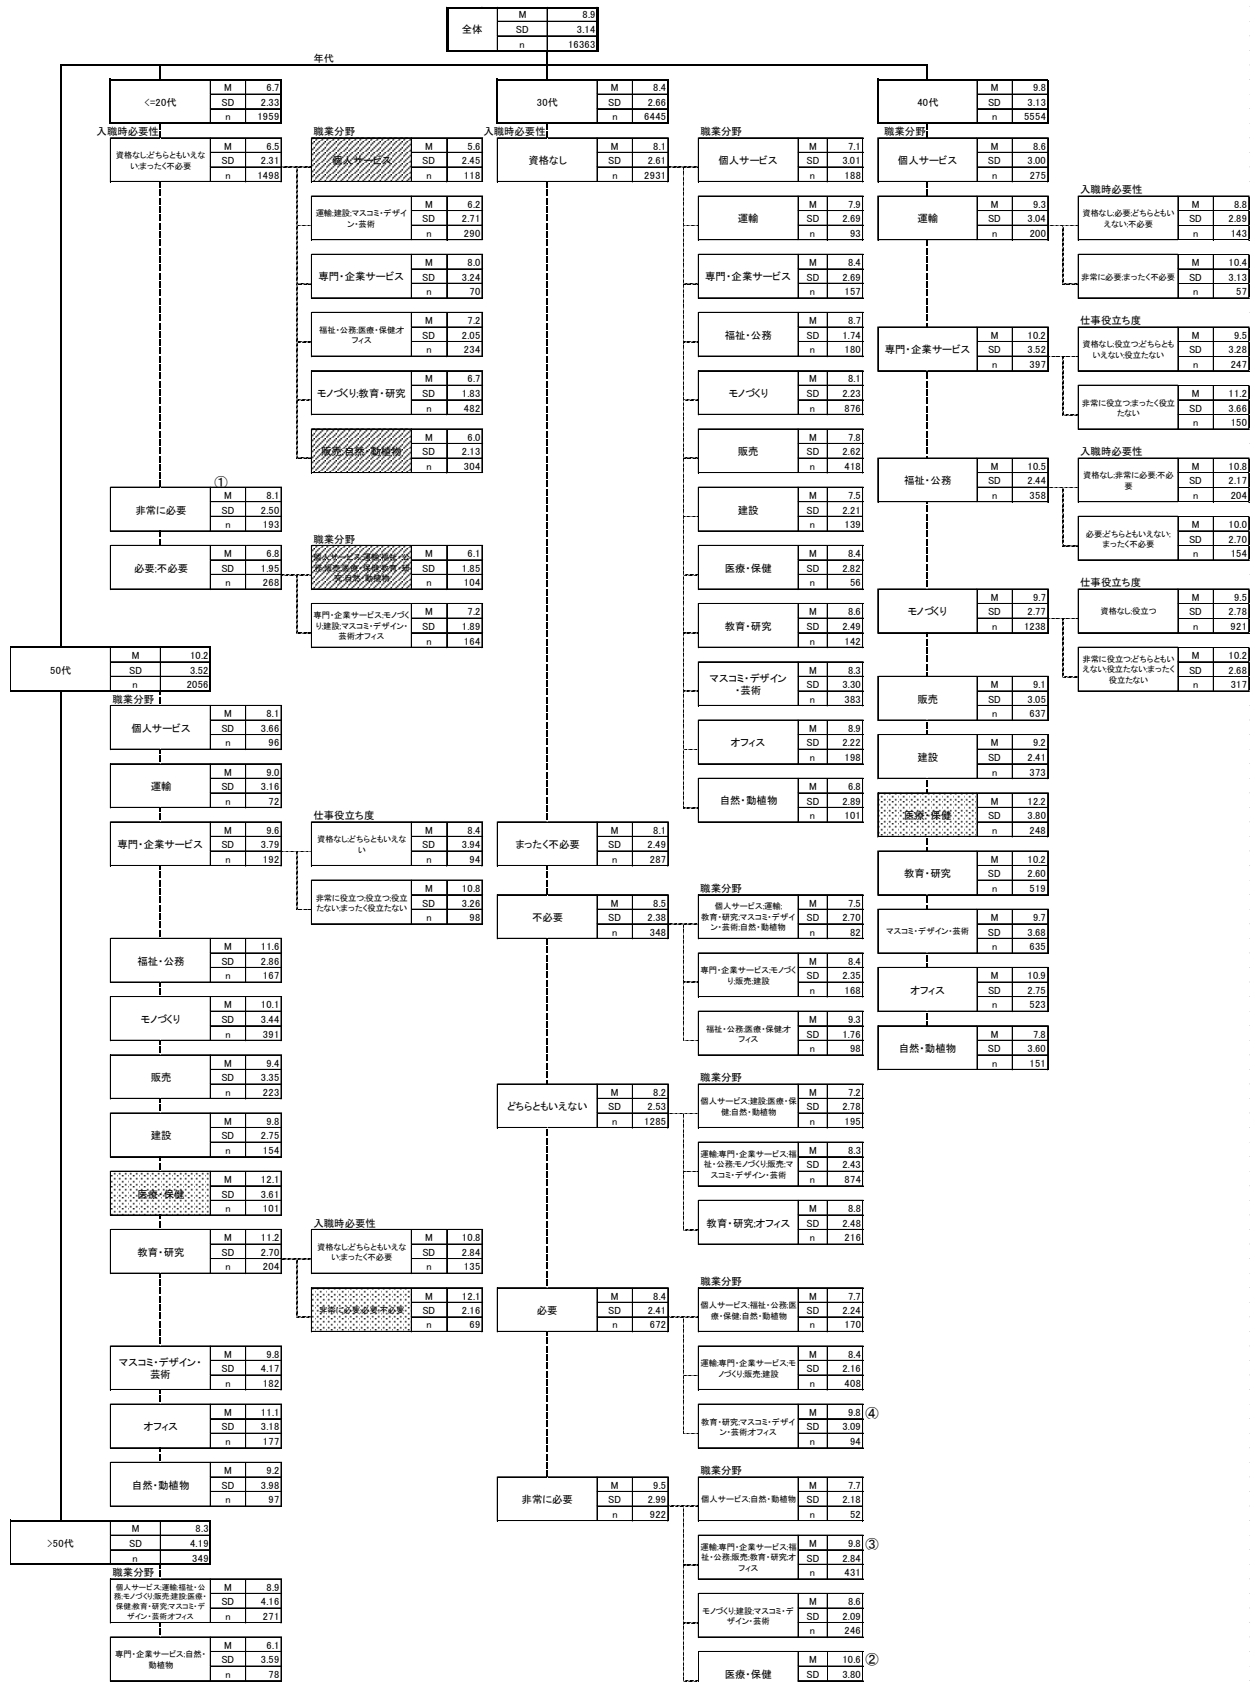 全体
M 8.9
SD 3.14
n 16363
年代
<=20代
M 6.7
SD 2.33
n 1959
入職時必要性
資格なし;どちらともいえな
い;まったく不必要
M 6.5
SD 2.31
n 1498
職業分野
個人サービス
M 5.6
SD 2.45
n 118
運輸;建設;マスコミ・デザイ
ン・芸術
M 6.2
SD 2.71
n 290
専門・企業サービス
M 8.0
SD 3.24
n 70
福祉・公務;医療・保健;オ
フィス
M 7.2
SD 2.05
n 234
モノづくり;教育・研究
M 6.7
SD 1.83
n 482
販売;自然・動植物
M 6.0
SD 2.13
n 304
①
非常に必要
M 8.1
SD 2.50
n 193
必要;不必要
M 6.8
SD 1.95
n 268
職業分野
個人サービス;運輸;福祉・公
務;販売;医療・保健;教育・研
究;自然・動植物
M 6.1
SD 1.85
n 104
専門・企業サービス;モノづく
り;建設;マスコミ・デザイン・
芸術;オフィス
M 7.2
SD 1.89
n 164
50代
M 10.2
SD 3.52
n 2056
職業分野
個人サービス
M 8.1
SD 3.66
n 96
運輸
M 9.0
SD 3.16
n 72
専門・企業サービス
M 9.6
SD 3.79
n 192
仕事役立ち度
資格なし;どちらともいえな
い
M 8.4
SD 3.94
n 94
非常に役立つ;役立つ;役立
たない;まったく役立たない
M 10.8
SD 3.26
n 98
福祉・公務
M 11.6
SD 2.86
n 167
モノづくり
M 10.1
SD 3.44
n 391
販売
M 9.4
SD 3.35
n 223
建設
M 9.8
SD 2.75
n 154
医療・保健
M 12.1
SD 3.61
n 101
教育・研究
M 11.2
SD 2.70
n 204
入職時必要性
資格なし;どちらともいえな
い;まったく不必要
M 10.8
SD 2.84
n 135
非常に必要;必要;不必要
M 12.1
SD 2.16
n 69
マスコミ・デザイン・
芸術
M 9.8
SD 4.17
n 182
オフィス
M 11.1
SD 3.18
n 177
自然・動植物
M 9.2
SD 3.98
n 97
>50代
M 8.3
SD 4.19
n 349
職業分野
個人サービス;運輸;福祉・公
務;モノづくり;販売;建設;医療・
保健;教育・研究;マスコミ・デ
ザイン・芸術;オフィス
M 8.9
SD 4.16
n 271
専門・企業サービス;自然・
動植物
M 6.1
SD 3.59
n 78
30代
M 8.4
SD 2.66
n 6445
入職時必要性
資格なし
M 8.1
SD 2.61
n 2931
職業分野
個人サービス
M 7.1
SD 3.01
n 188
運輸
M 7.9
SD 2.69
n 93
専門・企業サービス
M 8.4
SD 2.69
n 157
福祉・公務
M 8.7
SD 1.74
n 180
モノづくり
M 8.1
SD 2.23
n 876
販売
M 7.8
SD 2.62
n 418
建設
M 7.5
SD 2.21
n 139
医療・保健
M 8.4
SD 2.82
n 56
教育・研究
M 8.6
SD 2.49
n 142
マスコミ・デザイン
・芸術
M 8.3
SD 3.30
n 383
オフィス
M 8.9
SD 2.22
n 198
自然・動植物
M 6.8
SD 2.89
n 101
まったく不必要
M 8.1
SD 2.49
n 287
不必要
M 8.5
SD 2.38
n 348
職業分野
個人サービス;運輸;
教育・研究;マスコミ・デザイ
ン・芸術;自然・動植物
M 7.5
SD 2.70
n 82
専門・企業サービス;モノづく
り;販売;建設
M 8.4
SD 2.35
n 168
福祉・公務;医療・保健;オ
フィス
M 9.3
SD 1.76
n 98
どちらともいえない
M 8.2
SD 2.53
n 1285
職業分野
個人サービス;建設;医療・保
健;自然・動植物
M 7.2
SD 2.78
n 195
運輸;専門・企業サービス;福
祉・公務;モノづくり;販売;マ
スコミ・デザイン・芸術
M 8.3
SD 2.43
n 874
教育・研究;オフィス
M 8.8
SD 2.48
n 216
必要
M 8.4
SD 2.41
n 672
職業分野
個人サービス;福祉・公務;医
療・保健;自然・動植物
M 7.7
SD 2.24
n 170
運輸;専門・企業サービス;モ
ノづくり;販売;建設
M 8.4
SD 2.16
n 408
教育・研究;マスコミ・デザイ
ン・芸術;オフィス
M 9.8 ④
SD 3.09
n 94
非常に必要
M 9.5
SD 2.99
n 922
職業分野
個人サービス;自然・動植物
M 7.7
SD 2.18
n 52
運輸;専門・企業サービス;福
祉・公務;販売;教育・研究;オ
フィス
M 9.8 ③
SD 2.84
n 431
モノづくり;建設;マスコミ・デ
ザイン・芸術
M 8.6
SD 2.09
n 246
医療・保健
M 10.6 ②
SD 3.80
40代
M 9.8
SD 3.13
n 5554
職業分野
個人サービス
M 8.6
SD 3.00
n 275
運輸
M 9.3
SD 3.04
n 200
入職時必要性
資格なし;必要;どちらともい
えない;不必要
M 8.8
SD 2.89
n 143
非常に必要;まったく不必要
M 10.4
SD 3.13
n 57
専門・企業サービス
M 10.2
SD 3.52
n 397
仕事役立ち度
資格なし;役立つ;どちらとも
いえない;役立たない
M 9.5
SD 3.28
n 247
非常に役立つ;まったく役立
たない
M 11.2
SD 3.66
n 150
福祉・公務
M 10.5
SD 2.44
n 358
入職時必要性
資格なし;非常に必要;不必
要
M 10.8
SD 2.17
n 204
必要;どちらともいえない;
まったく不必要
M 10.0
SD 2.70
n 154
モノづくり
M 9.7
SD 2.77
n 1238
仕事役立ち度
資格なし;役立つ
M 9.5
SD 2.78
n 921
非常に役立つ;どちらともい
えない;役立たない;まったく
役立たない
M 10.2
SD 2.68
n 317
販売
M 9.1
SD 3.05
n 637
建設
M 9.2
SD 2.41
n 373
医療・保健
M 12.2
SD 3.80
n 248
教育・研究
M 10.2
SD 2.60
n 519
マスコミ・デザイン・芸術
M 9.7
SD 3.68
n 635
オフィス
M 10.9
SD 2.75
n 523
自然・動植物
M 7.8
SD 3.60
n 151